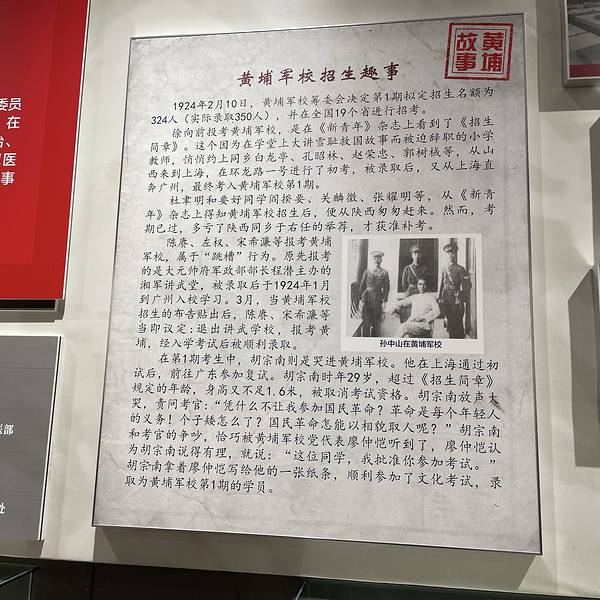 黄埔
故事
黄埔军校招生趣事
1924年2月10日，黄埔军校筹委会决定第1期拟定招生名额为
324人（实际录取350人），并在全国19个省进行招考。
徐向前报考黄埔军校，是在《新青年》杂志上看到了《招生
简章》。这个因为在学堂上大讲雪耻救国故事而被迫辞职的小学
教师，悄悄约上同乡白龙亭、孔昭林、赵荣忠、郭树棫等，从山
西来到上海，在环龙路一号进行了初考，被录取后，又从上海直
奔广州，最终考入黄埔军校第1期。
杜聿明和要好同学阎揆要、关麟徵、张耀明等，从《新青
年》杂志上得知黄埔军校招生后，便从陕西匆匆赶来。然而，考
期已过，多亏了陕西同乡于右任的举荐，才获准补考。
陈赓、左权、宋希濂等报考黄埔
军校，属于“跳槽”行为。原先报考
的是大元帅府军政部部长程潜主办的
湘军讲武堂，被录取后于1924年1月
到广州入校学习。3月，当黄埔军校
招生的布告贴出后，陈赓、宋希濂等
当即议定:退出讲武学校，报考黄
埔，经入学考试后被顺利录取。
孙中山在黄埔军校
在第1期考生中，胡宗南则是哭进黄埔军校。他在上海通过初
试后，前往广东参加复试。胡宗南时年29岁，超过《招生简章》
规定的年龄，身高又不足1.6米，被取消考试资格。胡宗南放声大
哭，责问考官:“凭什么不让我参加国民革命？革命是每个年轻人
的义务！个子矮怎么了？国民革命怎能以相貌取人呢？”胡宗南
和考官的争吵，恰巧被黄埔军校党代表廖仲恺听到了，廖仲恺认
为胡宗南说得有理，就说：“这位同学，我批准你参加考试。”
胡宗南拿着廖仲恺写给他的一张纸条，顺利参加了文化考试，录
取为黄埔军校第1期的学员。
委员
在
医
事
部
处